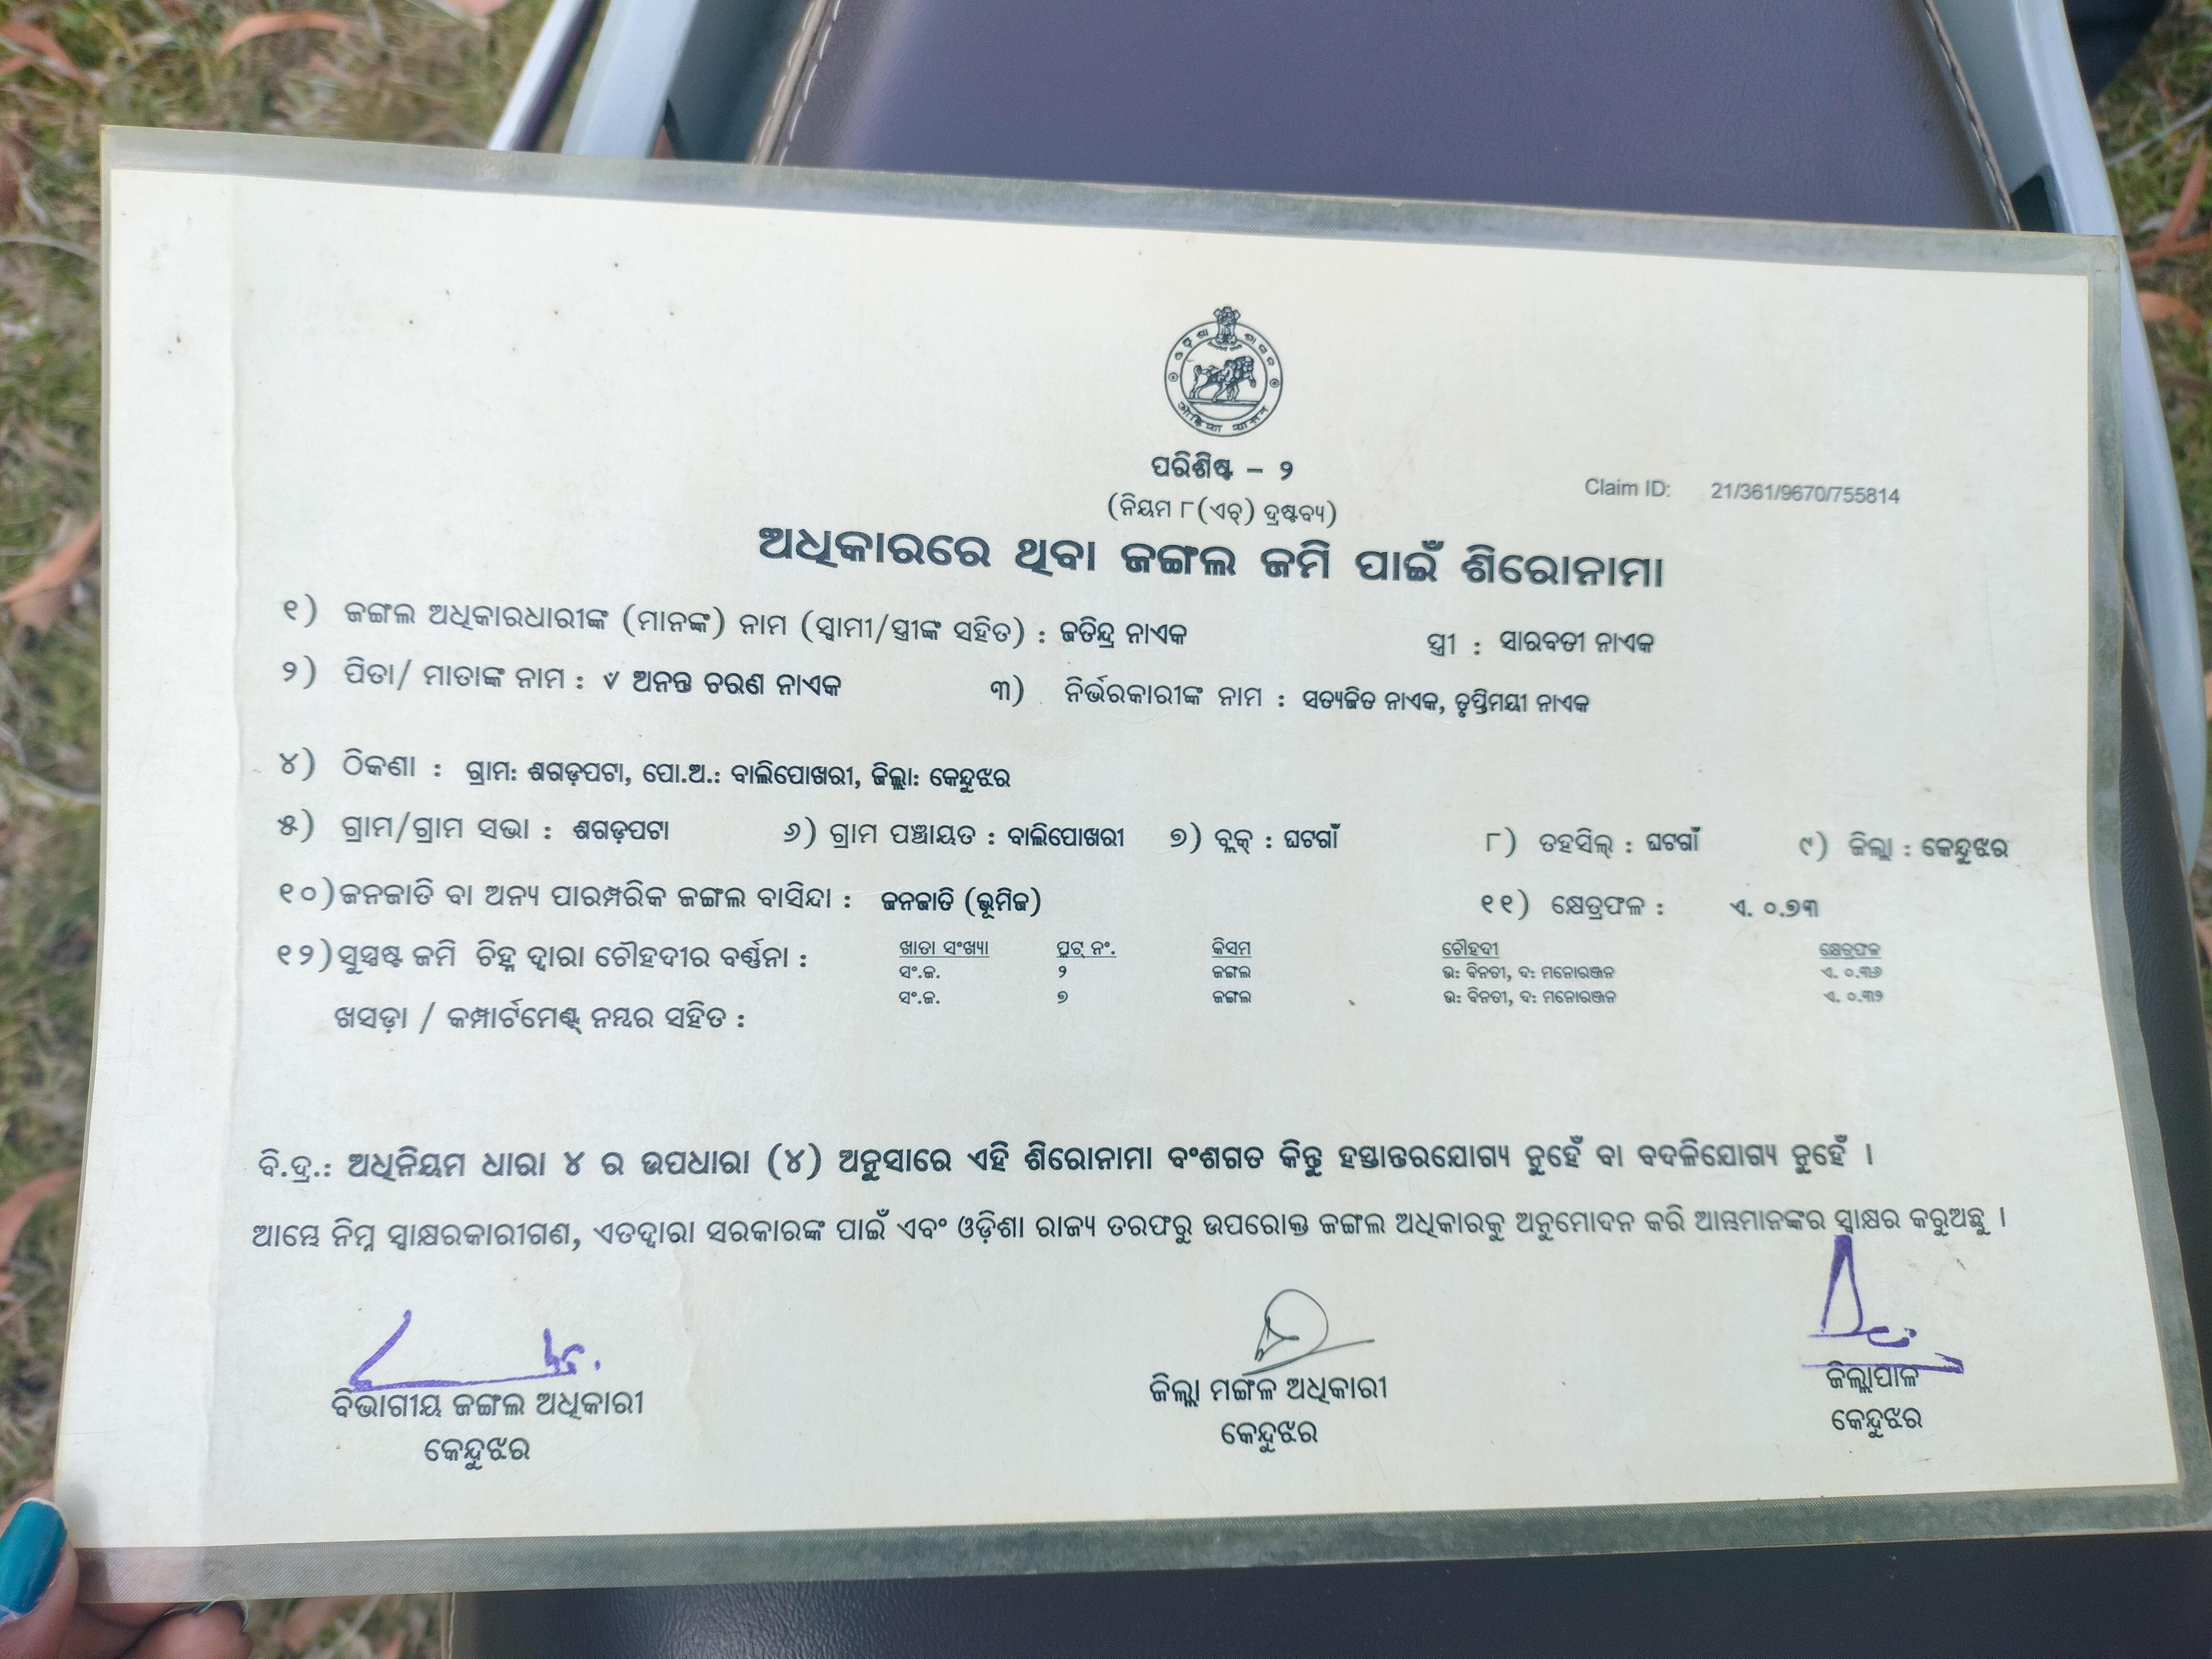 ଓଡ଼ିଶା ଶାସନ
ପରିଶିଷ୍ଟ – ୨
Claim ID: 21/361/9670/755814
(ନିୟମ ୮(ଏଚ୍) ଦ୍ରଷ୍ଟବ୍ୟ)
ଅଧିକାରରେ ଥିବା ଜଙ୍ଗଲ ଜମି ପାଇଁ ଶିରୋନାମା
୧) ଜଙ୍ଗଲ ଅଧିକାରଧାରୀଙ୍କ (ମାନଙ୍କ) ନାମ (ସ୍ୱାମୀ/ସ୍ତ୍ରୀଙ୍କ ସହିତ) : ଜତିନ୍ଦ୍ର ନାଏକ ସ୍ତ୍ରୀ : ସାରବତୀ ନାଏକ
୨) ପିତା/ ମାତାଙ୍କ ନାମ : ଅନନ୍ତ ଚରଣ ନାଏକ ୩) ନିର୍ଭରକାରୀଙ୍କ ନାମ : ସତ୍ୟଜିତ ନାଏକ, ତୃପ୍ତିମୟୀ ନାଏକ
୪) ଠିକଣା : ଗ୍ରାମ: ଶଗଡ଼ପଟା, ପୋ.ଅ.: ବାଲିପୋଖରୀ, ଜିଲ୍ଲା: କେନ୍ଦୁଝର
୫) ଗ୍ରାମ/ଗ୍ରାମ ସଭା : ଶଗଡ଼ପଟା ୬) ଗ୍ରାମ ପଞ୍ଚାୟତ : ବାଲିପୋଖରୀ ୭) ବ୍ଲକ୍ : ଘଟଗାଁ ୮) ତହସିଲ୍ : ଘଟଗାଁ ୯) ଜିଲ୍ଲା : କେନ୍ଦୁଝର
୧୦) ଜନଜାତି ବା ଅନ୍ୟ ପାରମ୍ପରିକ ଜଙ୍ଗଲ ବାସିନ୍ଦା : ଜନଜାତି (ଭୂମିଜ) ୧୧) କ୍ଷେତ୍ରଫଳ : ଏ. ୦.୭୩
୧୨) ସୁସ୍ପଷ୍ଟ ଜମି ଚିହ୍ନ ଦ୍ୱାରା ଚୌହଦୀର ବର୍ଣ୍ଣନା : ଖାତା ସଂଖ୍ୟା ପ୍ଲଟ୍ ନଂ. କିସମ ଚୌହଦୀ କ୍ଷେତ୍ରଫଳ
ସଂ.ଜ. ୨ ଜଙ୍ଗଲ ଉ: ବିନତୀ, ଦ: ମନୋରଞ୍ଜନ ଏ. ୦.୩୬
ସଂ.ଜ. ୭ ଜଙ୍ଗଲ ଉ: ବିନତୀ, ଦ: ମନୋରଞ୍ଜନ ଏ. ୦.୩୭
ଖସଡ଼ା / କମ୍ପାର୍ଟମେଣ୍ଟ୍ ନମ୍ବର ସହିତ :
ବି.ଦ୍ର.: ଅଧିନିୟମ ଧାରା ୪ ର ଉପଧାରା (୪) ଅନୁସାରେ ଏହି ଶିରୋନାମା ବଂଶଗତ କିନ୍ତୁ ହସ୍ତାନ୍ତରଯୋଗ୍ୟ ନୁହେଁ ବା ବଦଳିଯୋଗ୍ୟ ନୁହେଁ ।
ଆମ୍ଭେ ନିମ୍ନ ସ୍ୱାକ୍ଷରକାରୀଗଣ, ଏତଦ୍ୱାରା ସରକାରଙ୍କ ପାଇଁ ଏବଂ ଓଡ଼ିଶା ରାଜ୍ୟ ତରଫରୁ ଉପରୋକ୍ତ ଜଙ୍ଗଲ ଅଧିକାରକୁ ଅନୁମୋଦନ କରି ଆମ୍ଭମାନଙ୍କର ସ୍ୱାକ୍ଷର କରୁଅଛୁ ।
ବିଭାଗୀୟ ଜଙ୍ଗଲ ଅଧିକାରୀ ଜିଲ୍ଲା ମଙ୍ଗଳ ଅଧିକାରୀ ଜିଲ୍ଲାପାଳ
କେନ୍ଦୁଝର କେନ୍ଦୁଝର କେନ୍ଦୁଝର